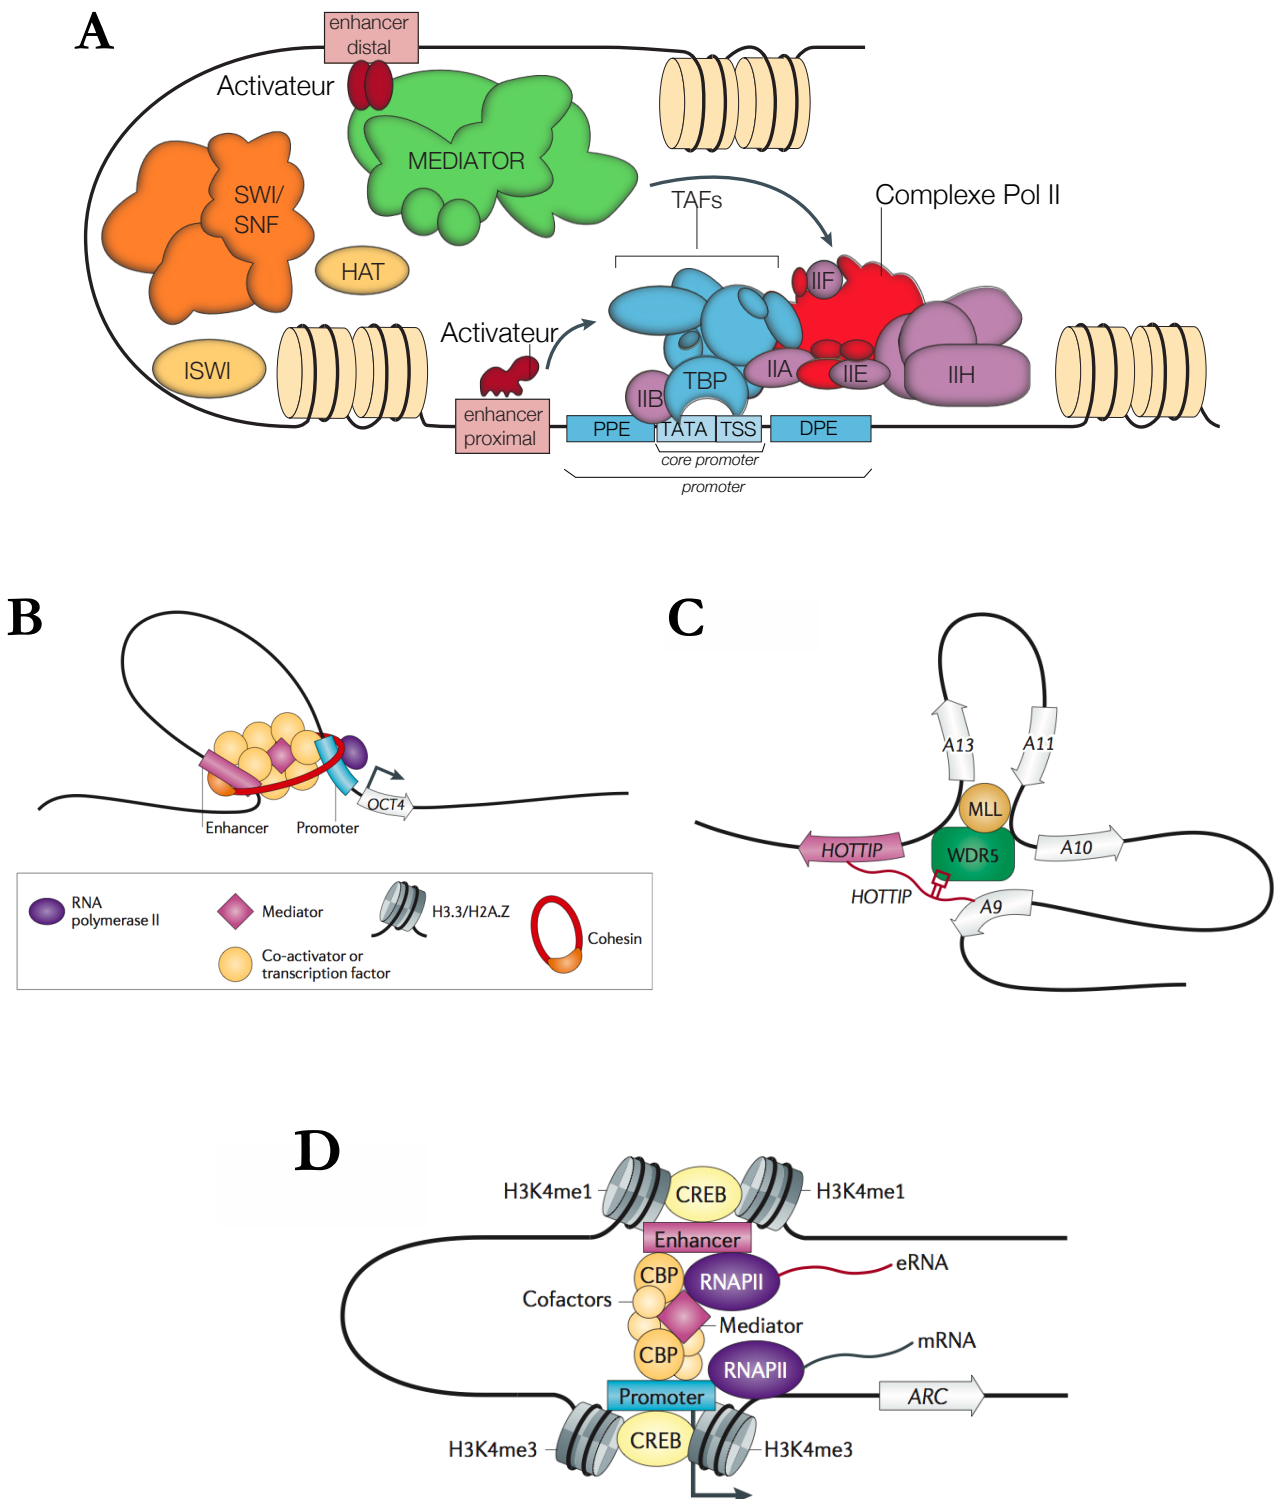 A
enhancer
distal
Activateur
MEDIATOR
SWI/
SNF
HAT
ISWI
TAFs
Complexe Pol II
IIF
Activateur
IIA
IIE
IIH
TBP
IIB
enhancer
proximal
PPE
TATA
TSS
DPE
core promoter
promoter
B
Enhancer
Promoter
OCT4
RNA
polymerase II
Mediator
Co-activator or
transcription factor
H3.3/H2A.Z
Cohesin
C
A13
A11
MLL
HOTTIP
WDR5
A10
HOTTIP
A9
D
H3K4me1
CREB
H3K4me1
Enhancer
CBP
RNAPII
eRNA
Cofactors
Mediator
CBP
RNAPII
mRNA
Promoter
ARC
H3K4me3
CREB
H3K4me3